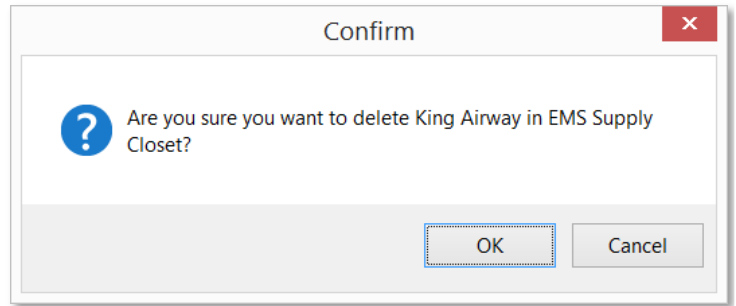 Confirm
Are you sure you want to delete King Airway in EMS Supply
Closet?
OK
Cancel